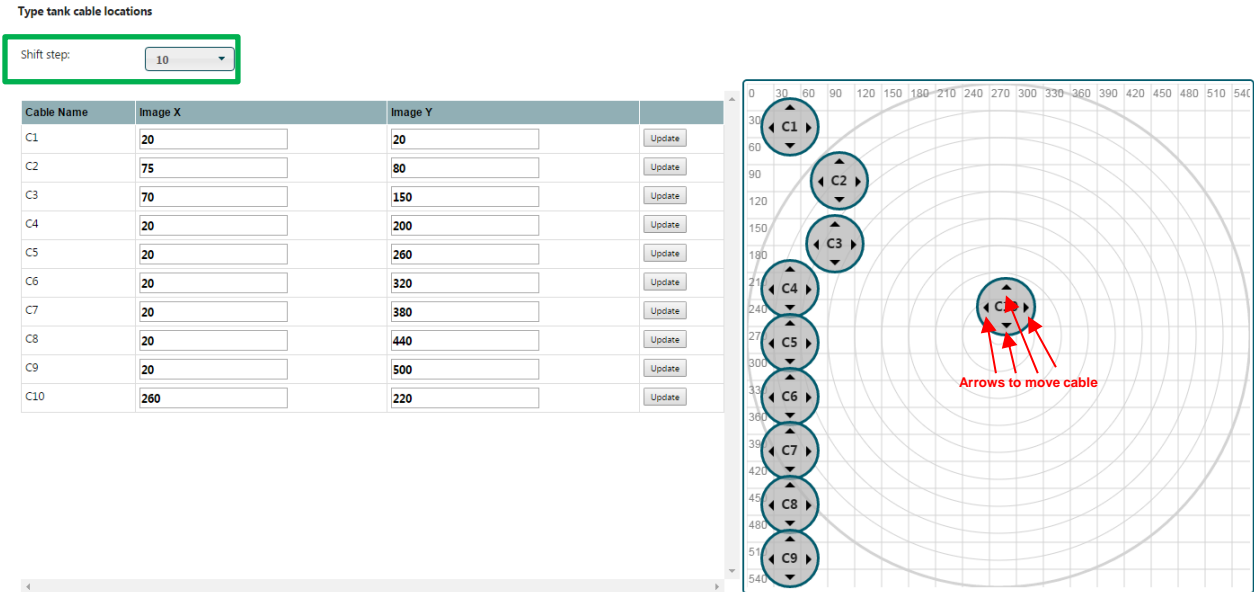 Type tank cable locations
Shift step: 10
Cable Name Image X Image Y
C1 20 20 Update
C2 75 80 Update
C3 70 150 Update
C4 20 200 Update
C5 20 260 Update
C6 20 320 Update
C7 20 380 Update
C8 20 440 Update
C9 20 500 Update
C10 260 220 Update
0 30 60 90 120 150 180 210 240 270 300 330 360 390 420 450 480 510 540
30
C1
60
90
C2
120
150
C3
180
210
C4
240
C10
270
C5
300
Arrows to move cable
330
C6
360
390
C7
420
450
C8
480
510
C9
540